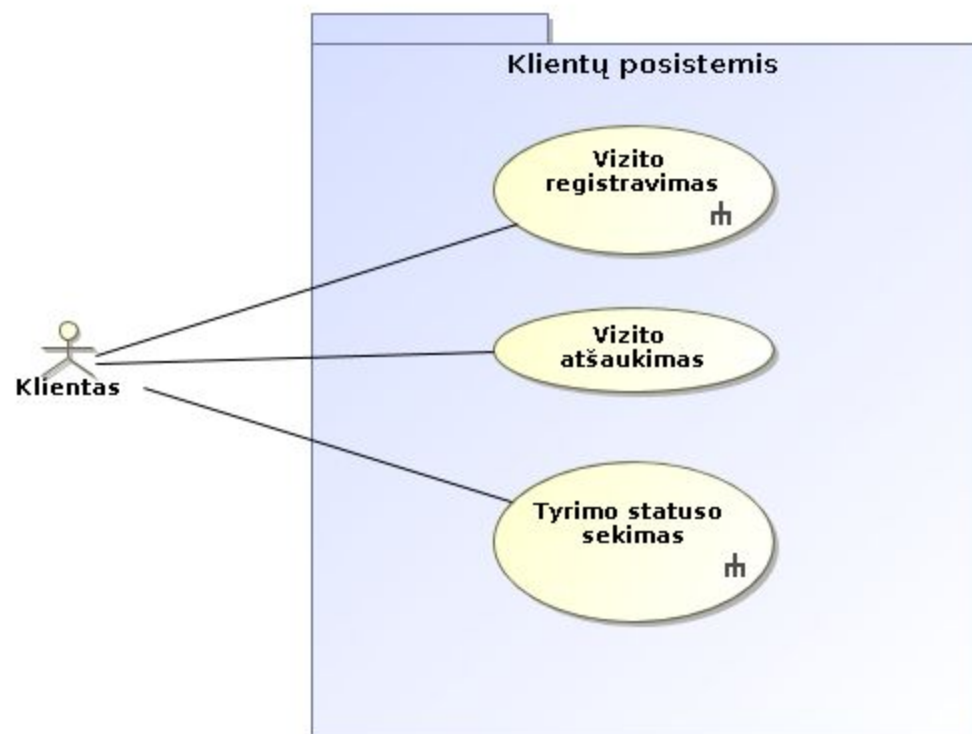 Klientų posistemis
Vizito
registravimas
Vizito
atšaukimas
Klientas
Tyrimo statuso
sekimas